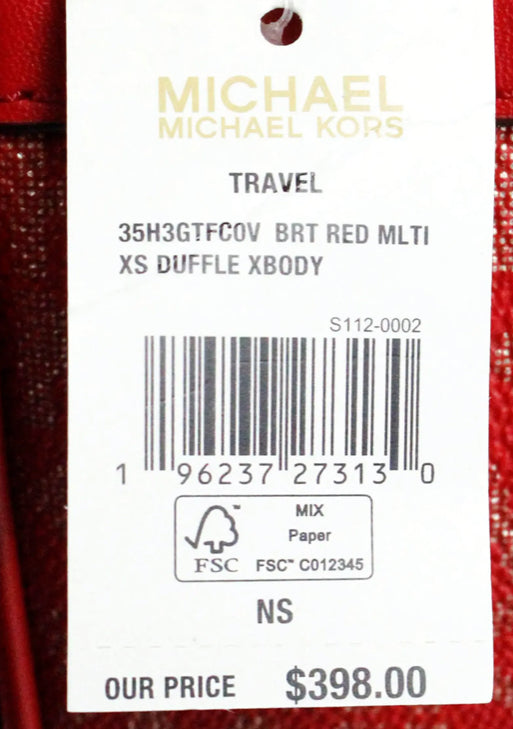 MICHAEL
MICHAEL KORS
TRAVEL
35H3GTFC0V BRT RED MLTI
XS DUFFLE XBODY
S112-0002
1 96237 27313 0
MIX
Paper
FSC™ C012345
FSC
NS
OUR PRICE $398.00